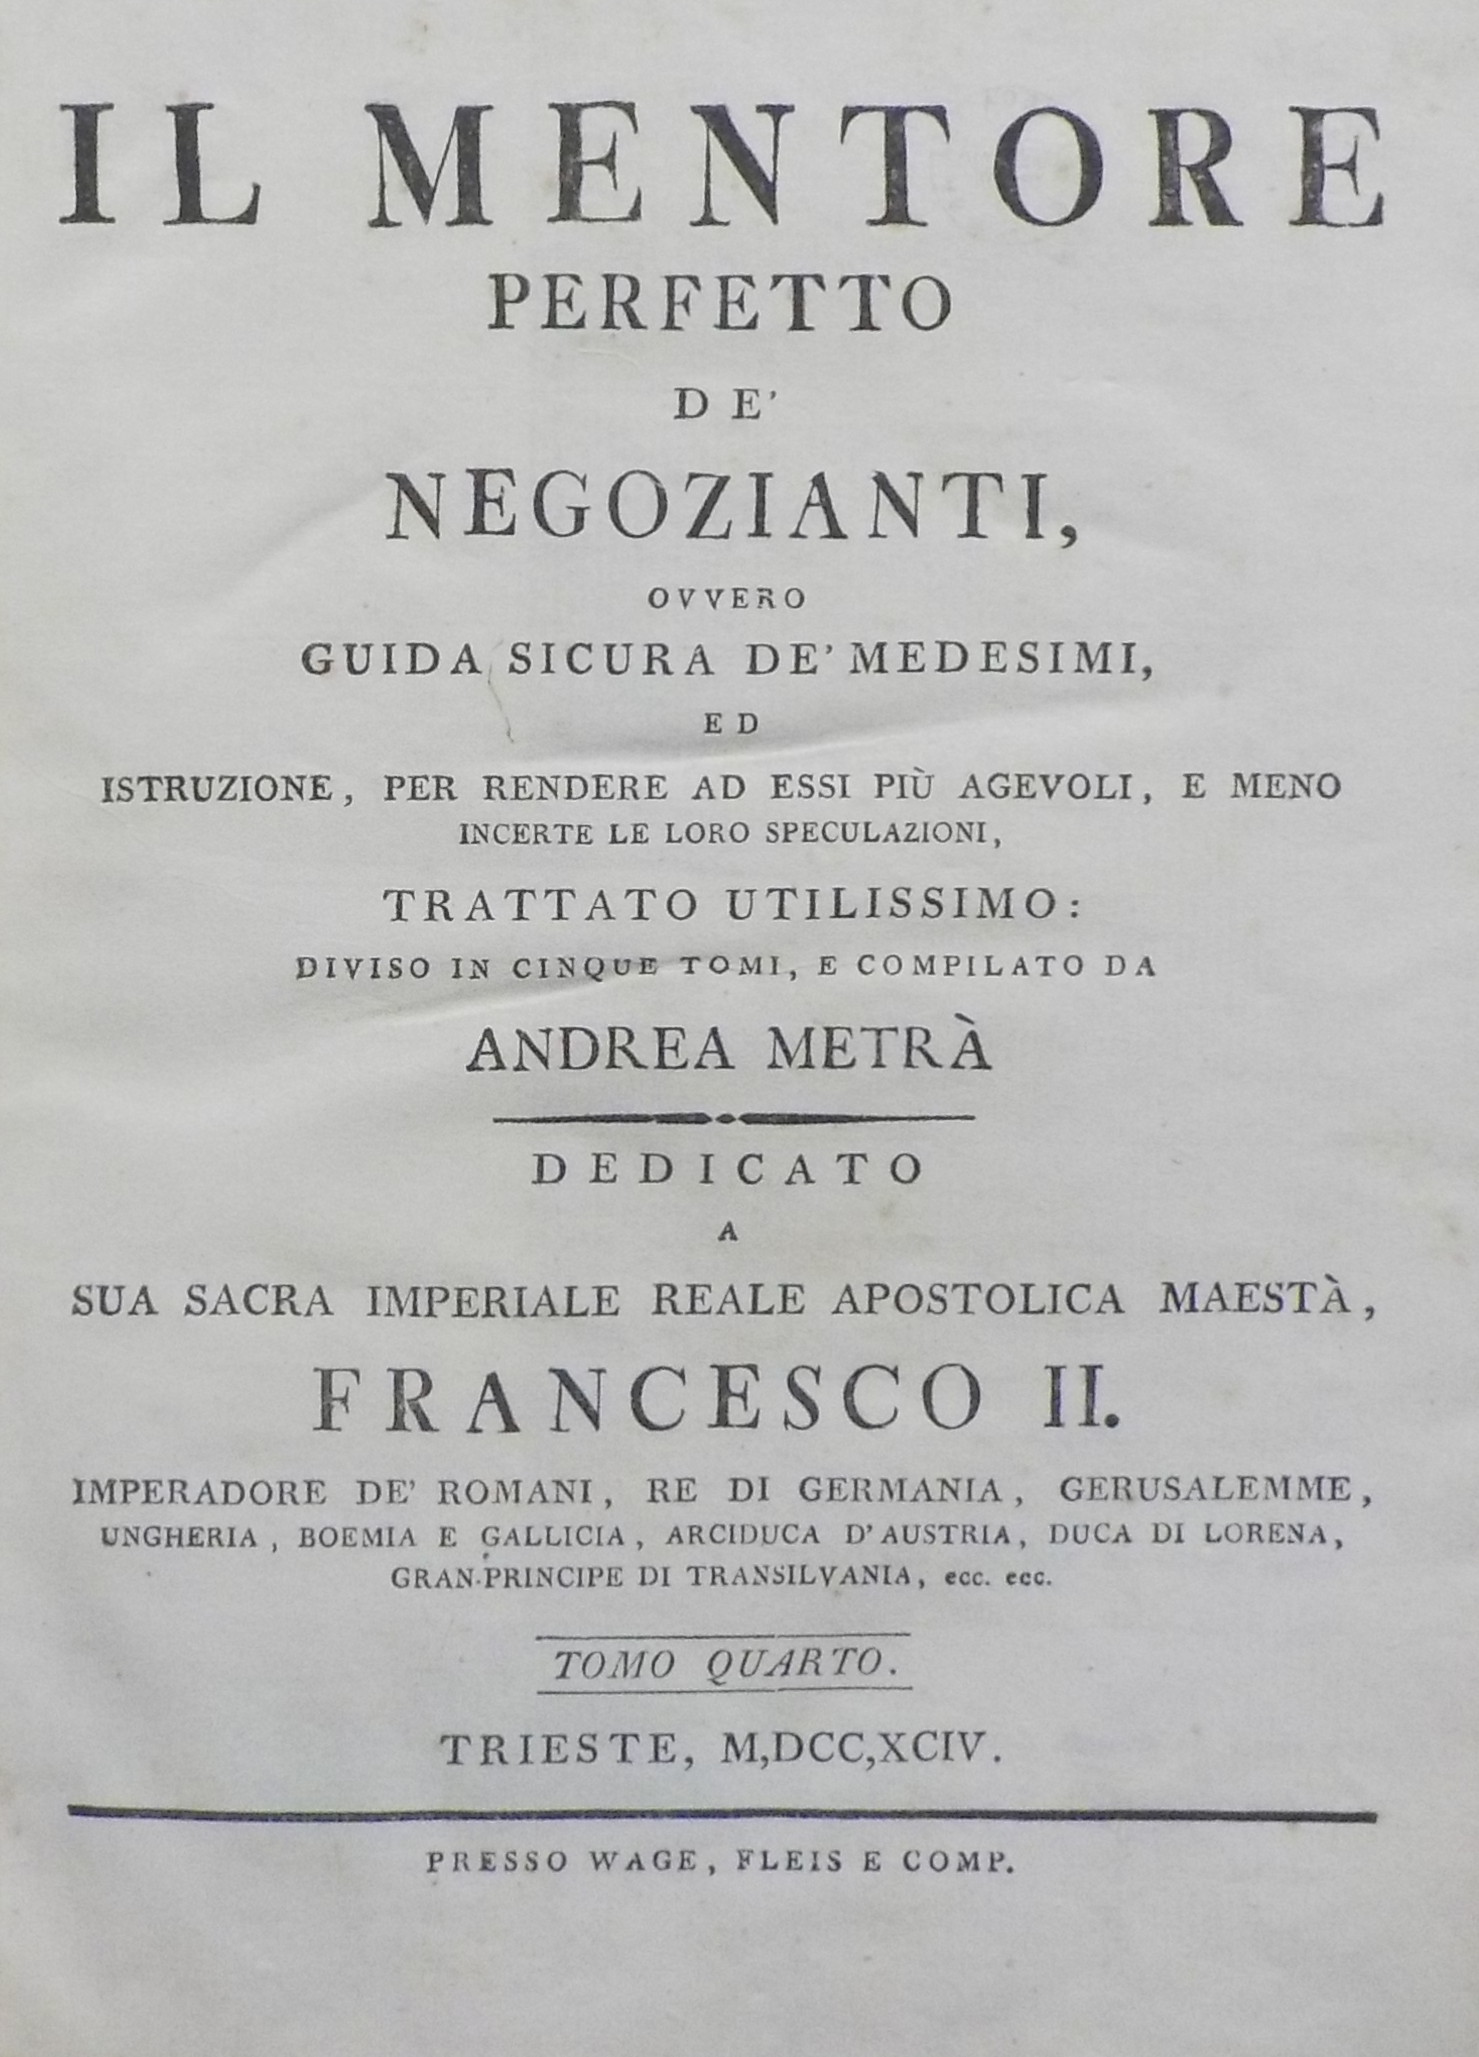 IL MENTORE
PERFETTO
DE'
NEGOZIANTI,
OVVERO
GUIDA SICURA DE' MEDESIMI,
ED
ISTRUZIONE, PER RENDERE AD ESSI PIÙ AGEVOLI, E MENO
INCERTE LE LORO SPECULAZIONI,
TRATTATO UTILISSIMO:
DIVISO IN CINQUE TOMI, E COMPILATO DA
ANDREA METRÀ
DEDICATO
A
SUA SACRA IMPERIALE REALE APOSTOLICA MAESTÀ,
FRANCESCO II.
IMPERADORE DE' ROMANI, RE DI GERMANIA, GERUSALEMME,
UNGHERIA, BOEMIA E GALLICIA, ARCIDUCA D'AUSTRIA, DUCA DI LORENA,
GRAN-PRINCIPE DI TRANSILVANIA, ecc. ecc.
TOMO QUARTO.
TRIESTE, M,DCC,XCIV.
PRESSO WAGE, FLEIS E COMP.